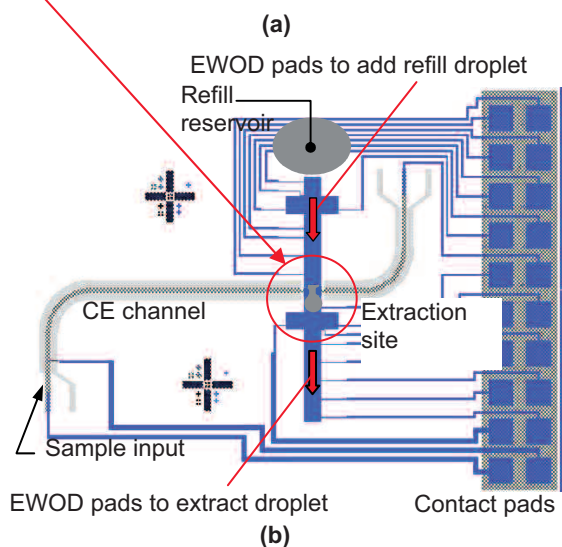 (a)
EWOD pads to add refill droplet
Refill
reservoir
CE channel
Extraction
site
Sample input
EWOD pads to extract droplet
Contact pads
(b)